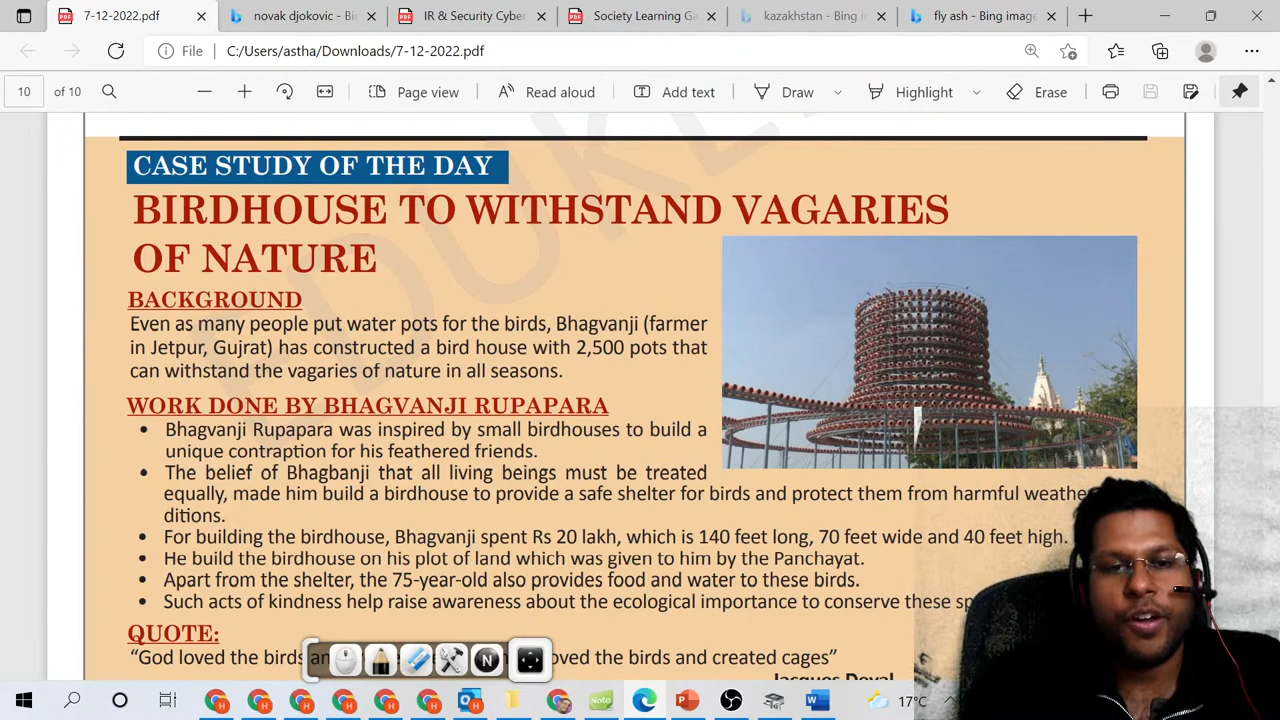 7-12-2022.pdf
novak djokovic - Bi
IR & Security Cyber
Society Learning Ga
kazakhstan - Bing i
fly ash - Bing image
File C:/Users/astha/Downloads/7-12-2022.pdf
10 of 10 Page view Read aloud Add text Draw Highlight Erase
CASE STUDY OF THE DAY
BIRDHOUSE TO WITHSTAND VAGARIES
OF NATURE
BACKGROUND
Even as many people put water pots for the birds, Bhagvanji (farmer
in Jetpur, Gujrat) has constructed a bird house with 2,500 pots that
can withstand the vagaries of nature in all seasons.
WORK DONE BY BHAGVANJI RUPAPARA
• Bhagvanji Rupapara was inspired by small birdhouses to build a
unique contraption for his feathered friends.
• The belief of Bhagbanji that all living beings must be treated
equally, made him build a birdhouse to provide a safe shelter for birds and protect them from harmful weathe
ditions.
• For building the birdhouse, Bhagvanji spent Rs 20 lakh, which is 140 feet long, 70 feet wide and 40 feet high.
• He build the birdhouse on his plot of land which was given to him by the Panchayat.
• Apart from the shelter, the 75-year-old also provides food and water to these birds.
• Such acts of kindness help raise awareness about the ecological importance to conserve these sp
QUOTE:
“God loved the birds an oved the birds and created cages”
Jacques Deval
N
Note
17°C